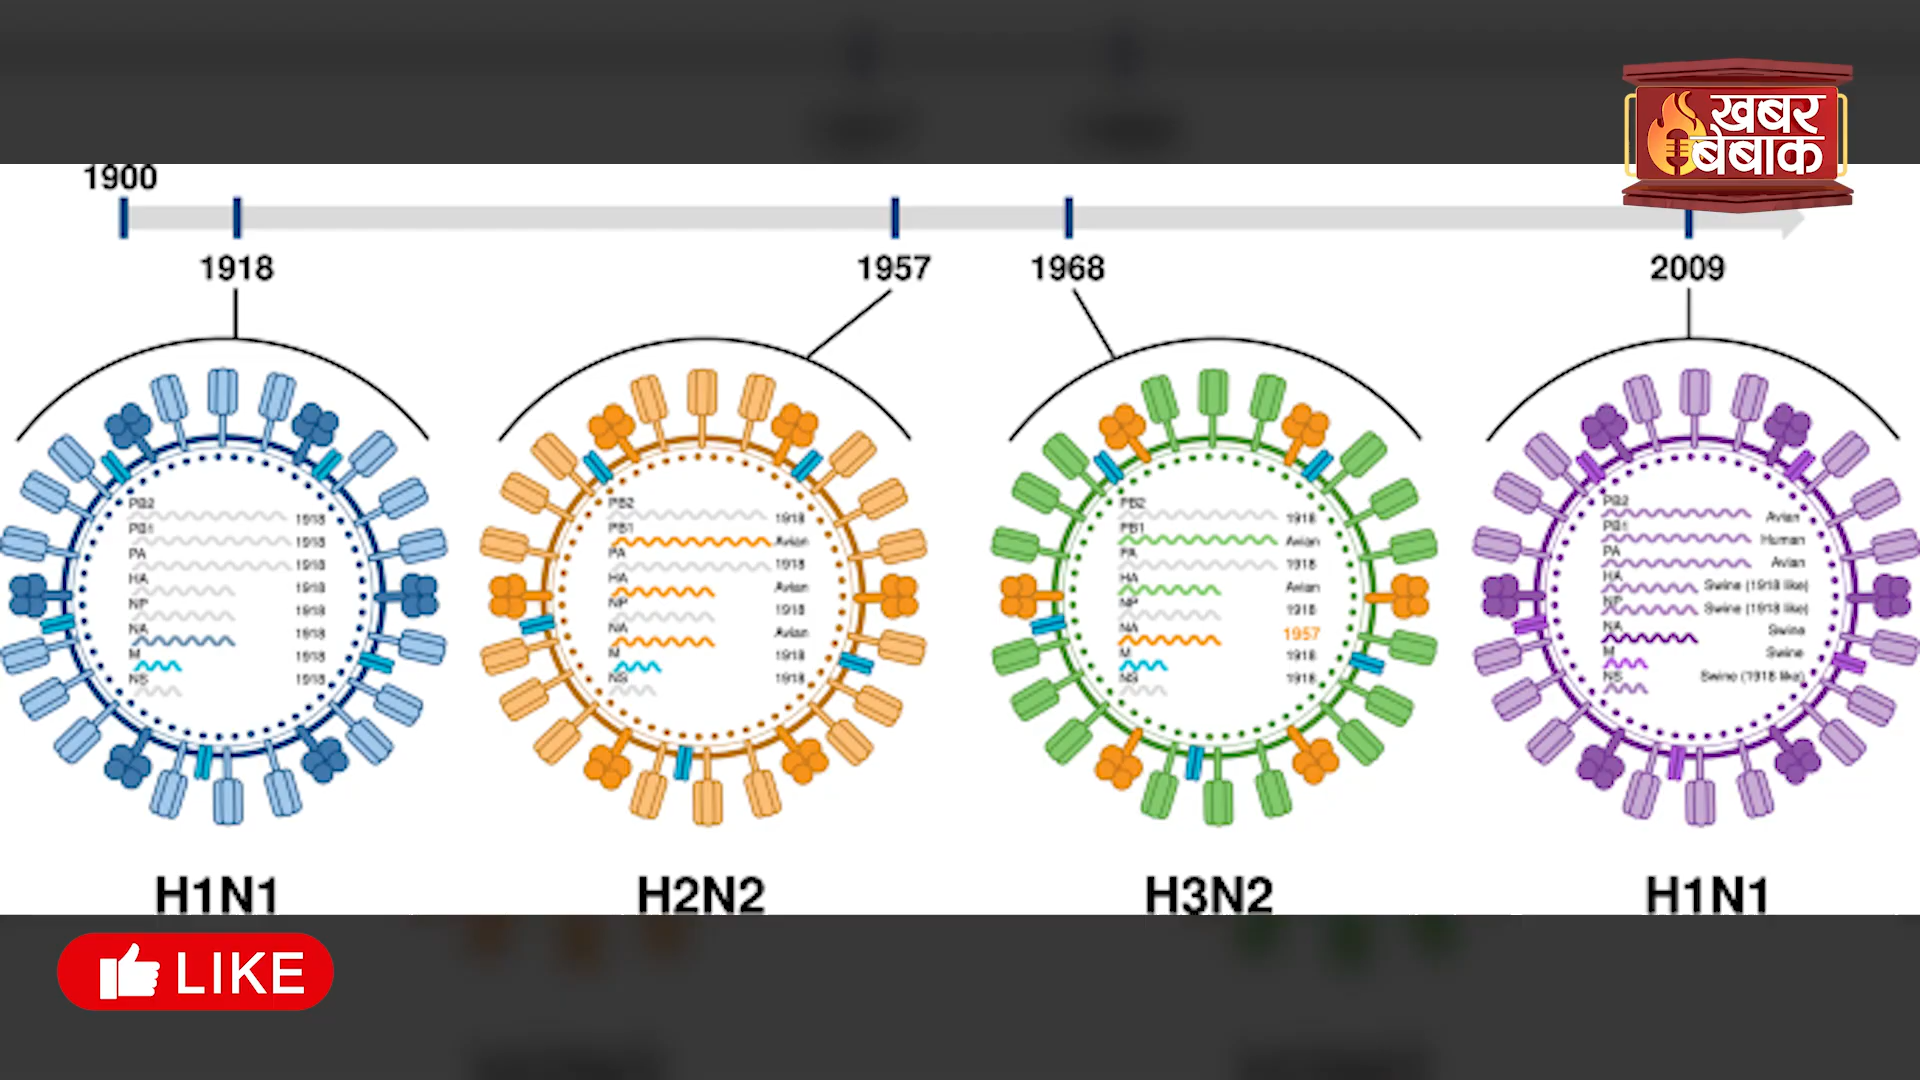 खबर
बेबाक
1900
1918
1957
1968
2009
PB2
1918
PB1
1918
PA
1918
HA
1918
NP
1918
NA
1918
M
1918
NS
1918
H1N1
PB2
1918
PB1
Avian
PA
1918
HA
Avian
NP
1918
NA
Avian
M
1918
NS
1918
H2N2
PB2
1918
PB1
Avian
PA
1918
HA
Avian
NP
1918
NA
1957
M
1918
NS
1918
H3N2
PB2
Avian
PB1
Human
PA
Avian
HA
Swine (1918 like)
NP
Swine (1918 like)
NA
Swine
M
Swine
NS
Swine (1918 like)
H1N1
LIKE